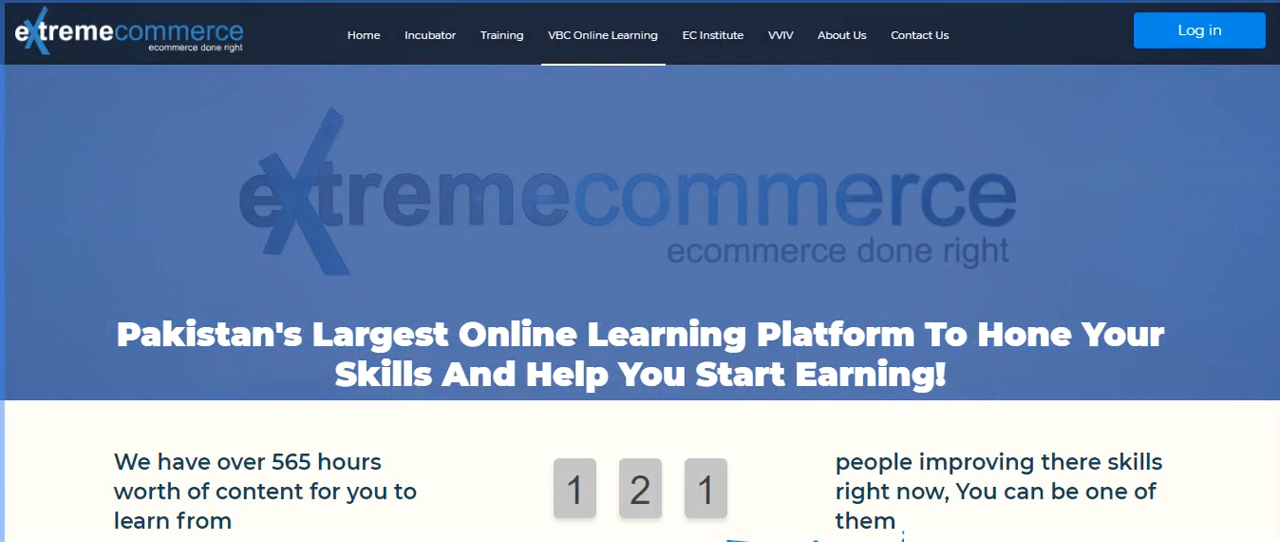 extremecommerce
ecommerce done right
Home Incubator Training VBC Online Learning EC Institute VVIV About Us Contact Us Log in
extremecommerce
ecommerce done right
Pakistan's Largest Online Learning Platform To Hone Your
Skills And Help You Start Earning!
We have over 565 hours
worth of content for you to
learn from
1 2 1
people improving there skills
right now, You can be one of
them